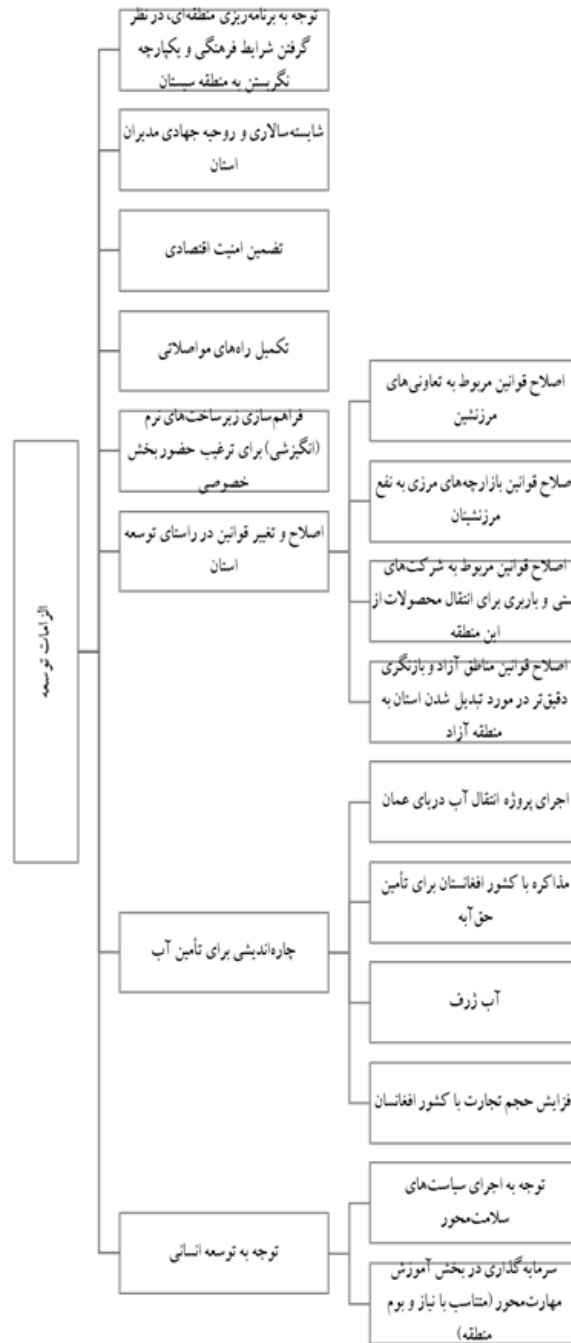 الزامات توسعه
توجه به برنامه‌ریزی منطقه‌ای، در نظر
گرفتن شرایط فرهنگی و یکپارچه
نگریستن به منطقه سیستان
شایسته‌سالاری و روحیه جهادی مدیران
استان
تضمین امنیت اقتصادی
تکمیل راه‌های مواصلاتی
فراهم‌سازی زیرساخت‌های نرم
(انگیزشی) برای ترغیب حضور بخش
خصوصی
اصلاح و تغییر قوانین در راستای توسعه
استان
اصلاح قوانین مربوط به تعاونی‌های
مرزنشین
صلاح قوانین بازارچه‌های مرزی به نفع
مرزنشینان
اصلاح قوانین مربوط به شرکت‌های
ستی و باربری برای انتقال محصولات از
این منطقه
اصلاح قوانین مناطق آزاد و بازنگری
دقیق‌تر در مورد تبدیل شدن استان به
منطقه آزاد
چاره‌اندیشی برای تأمین آب
اجرای پروژه انتقال آب دریای عمان
مذاکره با کشور افغانستان برای تأمین
حق‌آبه
آب ژرف
فزایش حجم تجارت با کشور افغانسان
توجه به توسعه انسانی
توجه به اجرای سیاست‌های
سلامت‌محور
سرمایه‌گذاری در بخش آموزش
مهارت‌محور (متناسب با نیاز و بوم
منطقه)